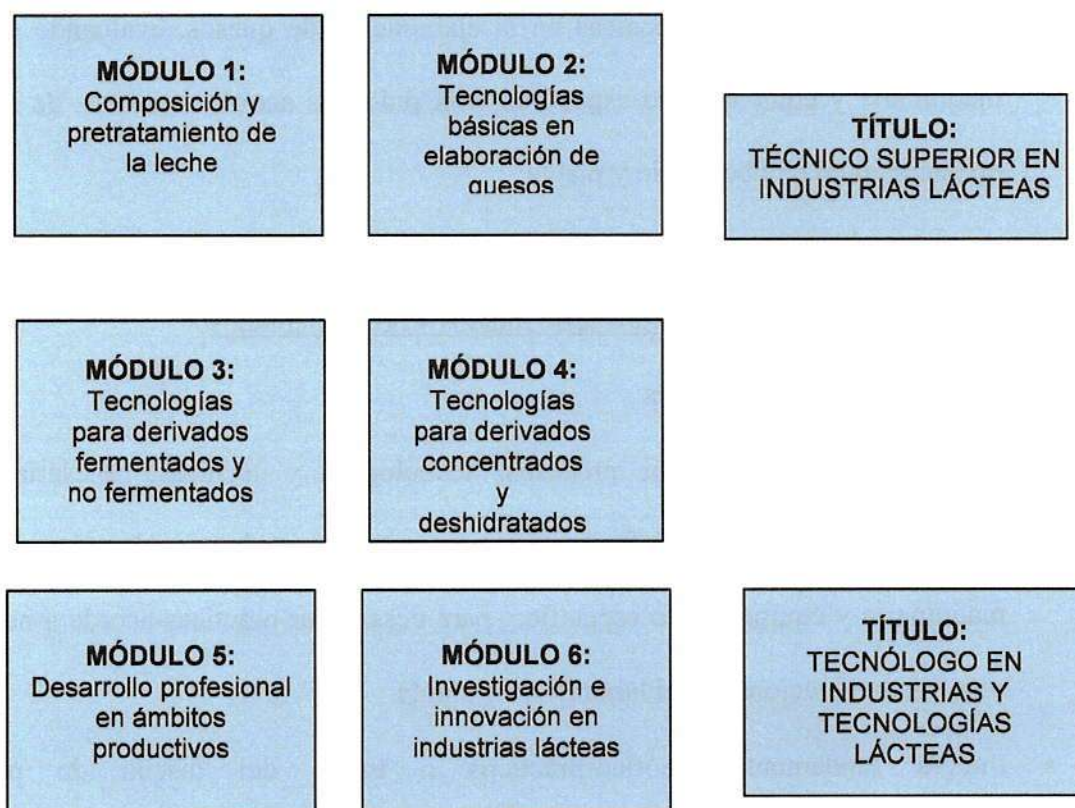 MÓDULO 1:
Composición y
pretratamiento de
la leche
MÓDULO 2:
Tecnologías
básicas en
elaboración de
quesos
TÍTULO:
TÉCNICO SUPERIOR EN
INDUSTRIAS LÁCTEAS
MÓDULO 3:
Tecnologías
para derivados
fermentados y
no fermentados
MÓDULO 4:
Tecnologías
para derivados
concentrados
y
deshidratados
MÓDULO 5:
Desarrollo profesional
en ámbitos
productivos
MÓDULO 6:
Investigación e
innovación en
industrias lácteas
TÍTULO:
TECNÓLOGO EN
INDUSTRIAS Y
TECNOLOGÍAS
LÁCTEAS